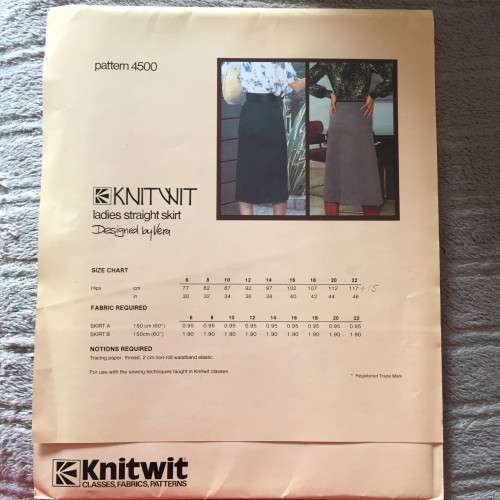 pattern 4500
KNITWIT
ladies straight skirt
Designed by Vera
SIZE CHART
6 8 10 12 14 16 18 20 22
Hips cm 77 82 87 92 97 102 107 112 117 + 15
in 30 32 34 36 38 40 42 44 46
FABRIC REQUIRED
6 8 10 12 14 16 18 20 22
SKIRT A 150 cm (60") 0.95 0.95 0.95 0.95 0.95 0.95 0.95 0.95 0.95
SKIRT B 150cm (60") 1.90 1.90 1.90 1.90 1.90 1.90 1.90 1.90 1.90
NOTIONS REQUIRED
Tracing paper, thread, 2 cm non-roll waistband elastic.
For use with the sewing techniques taught in Knitwit classes.
* Registered Trade Mark
Knitwit®
CLASSES, FABRICS, PATTERNS